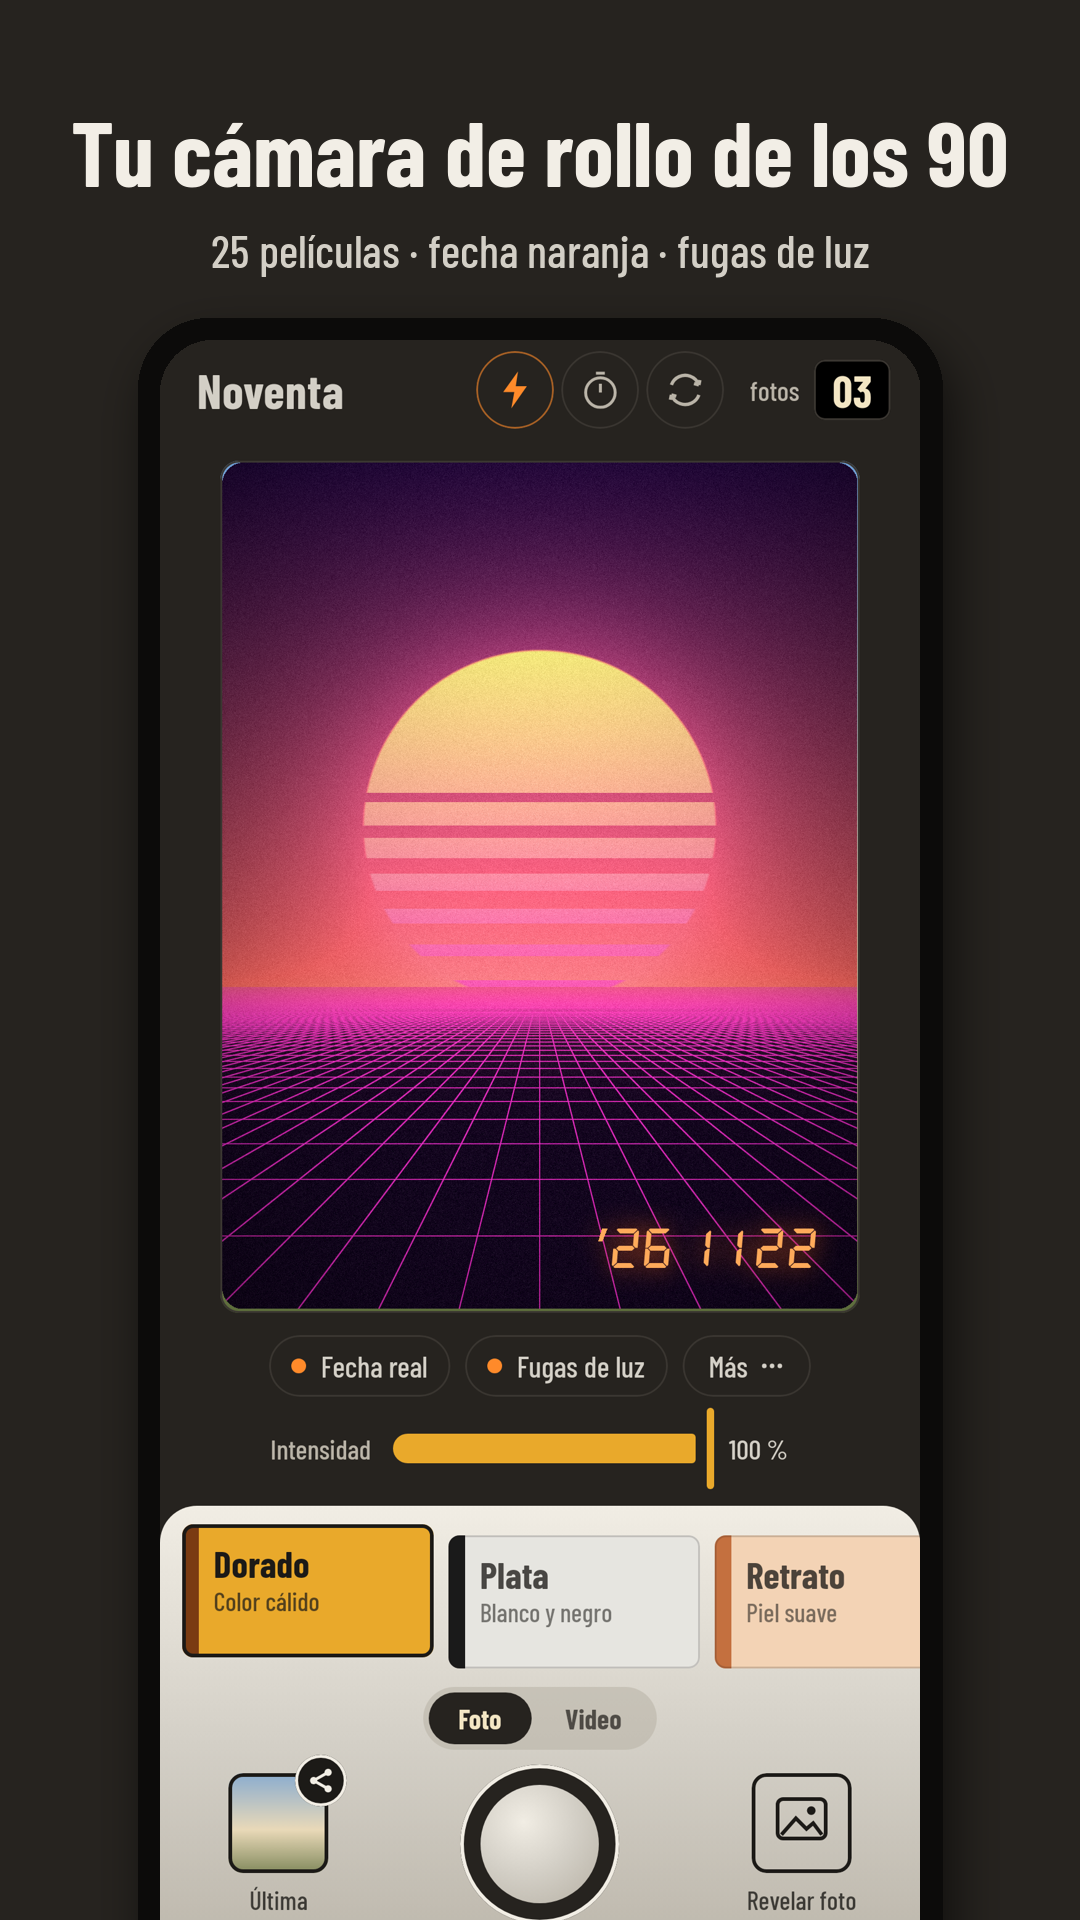 Tu cámara de rollo de los 90
25 películas · fecha naranja · fugas de luz
Noventa
fotos 03
'26 11 22
Fecha real
Fugas de luz
Más ···
Intensidad
100 %
Dorado
Color cálido
Plata
Blanco y negro
Retrato
Piel suave
Foto
Video
Última
Revelar foto